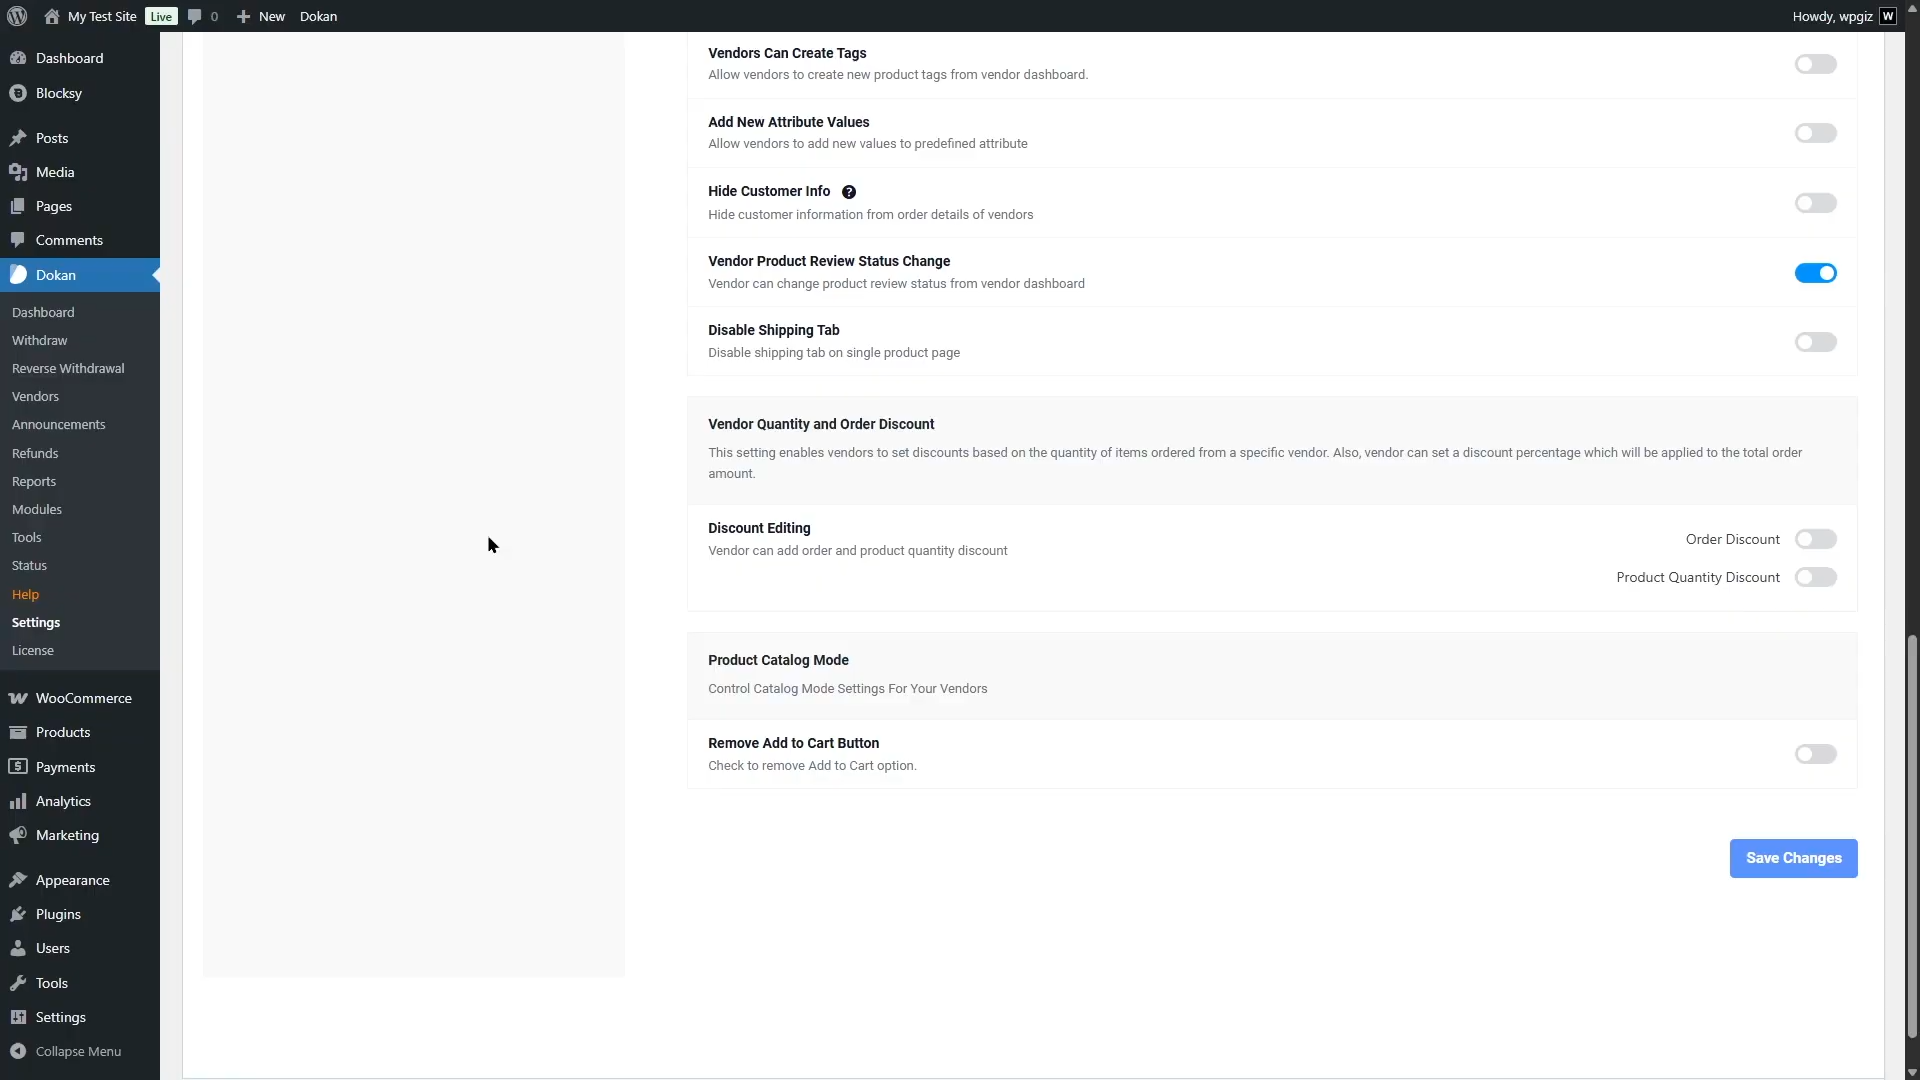 My Test Site
Live
0
New
Dokan
Howdy, wpgiz
W
Dashboard
Blocksy
Posts
Media
Pages
Comments
Dokan
Dashboard
Withdraw
Reverse Withdrawal
Vendors
Announcements
Refunds
Reports
Modules
Tools
Status
Help
Settings
License
WooCommerce
Products
Payments
Analytics
Marketing
Appearance
Plugins
Users
Tools
Settings
Collapse Menu
Vendors Can Create Tags
Allow vendors to create new product tags from vendor dashboard.
Add New Attribute Values
Allow vendors to add new values to predefined attribute
Hide Customer Info ?
Hide customer information from order details of vendors
Vendor Product Review Status Change
Vendor can change product review status from vendor dashboard
Disable Shipping Tab
Disable shipping tab on single product page
Vendor Quantity and Order Discount
This setting enables vendors to set discounts based on the quantity of items ordered from a specific vendor. Also, vendor can set a discount percentage which will be applied to the total order
amount.
Discount Editing
Vendor can add order and product quantity discount
Order Discount
Product Quantity Discount
Product Catalog Mode
Control Catalog Mode Settings For Your Vendors
Remove Add to Cart Button
Check to remove Add to Cart option.
Save Changes